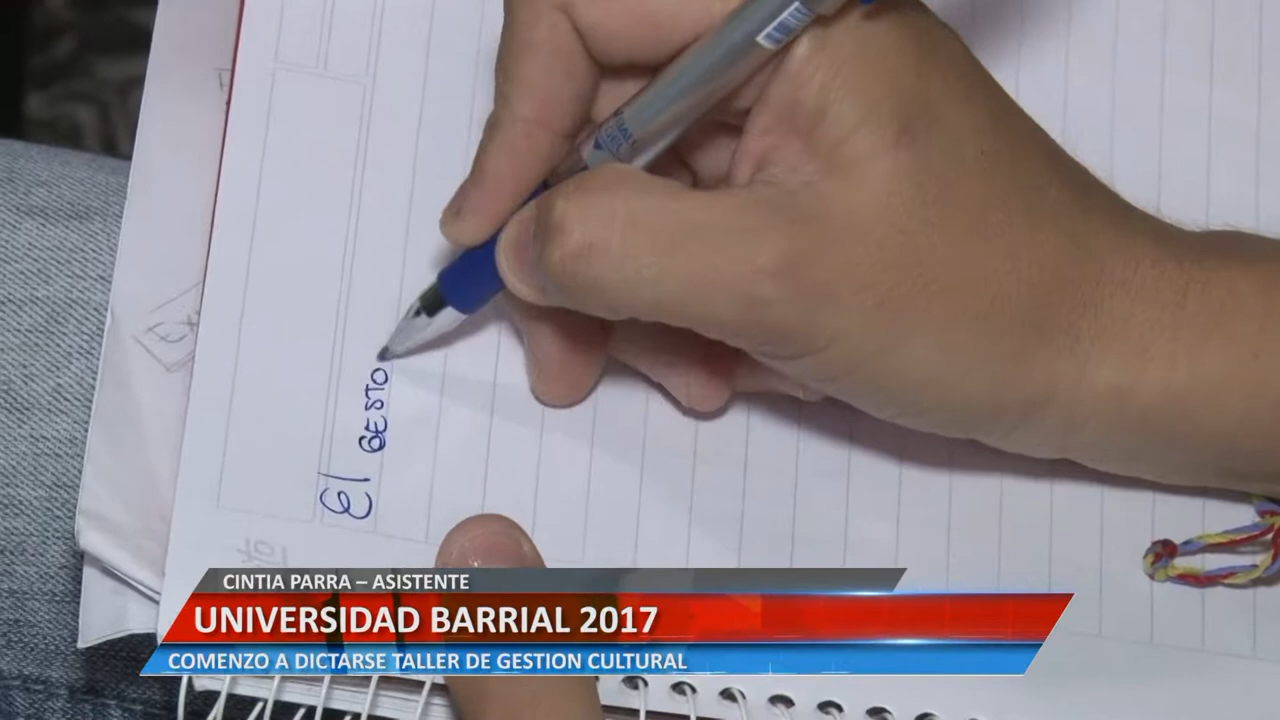 El GESTO
CINTIA PARRA – ASISTENTE
UNIVERSIDAD BARRIAL 2017
COMENZO A DICTARSE TALLER DE GESTION CULTURAL